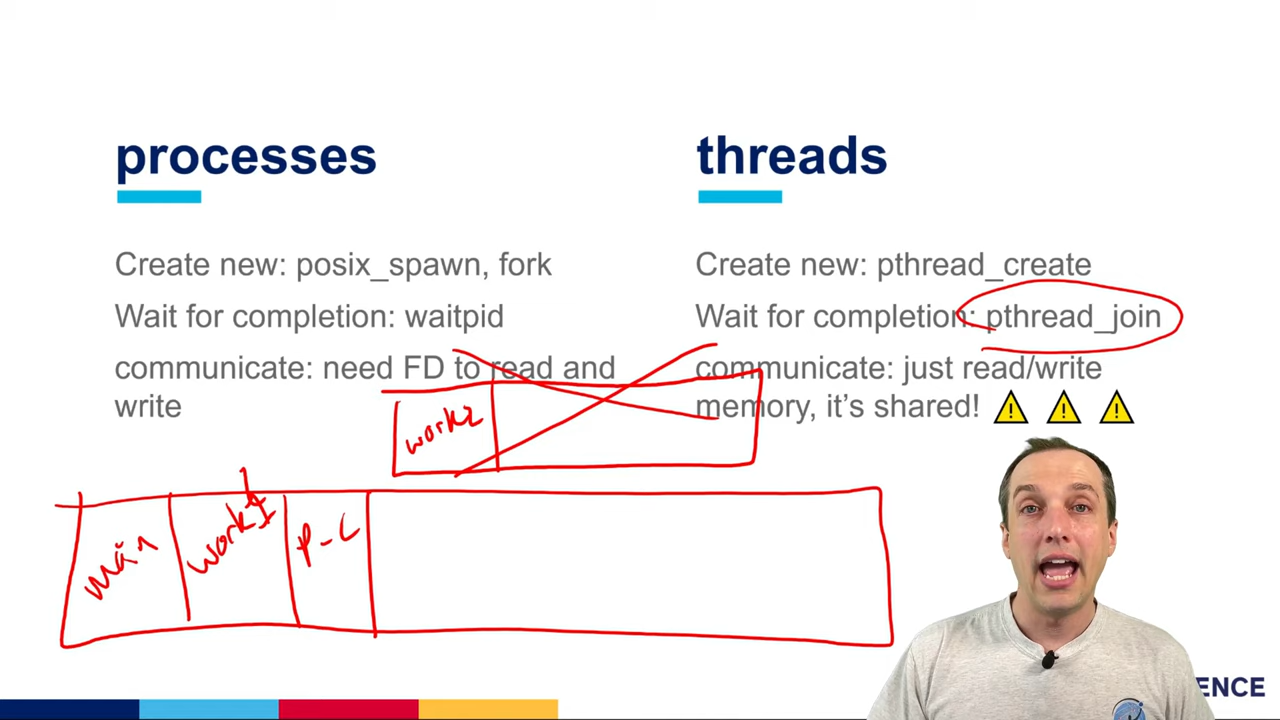 processes
Create new: posix_spawn, fork
Wait for completion: waitpid
communicate: need FD to read and
write
threads
Create new: pthread_create
Wait for completion: pthread_join
communicate: just read/write
memory, it's shared!
work2
main
work1
P-C
ENCE